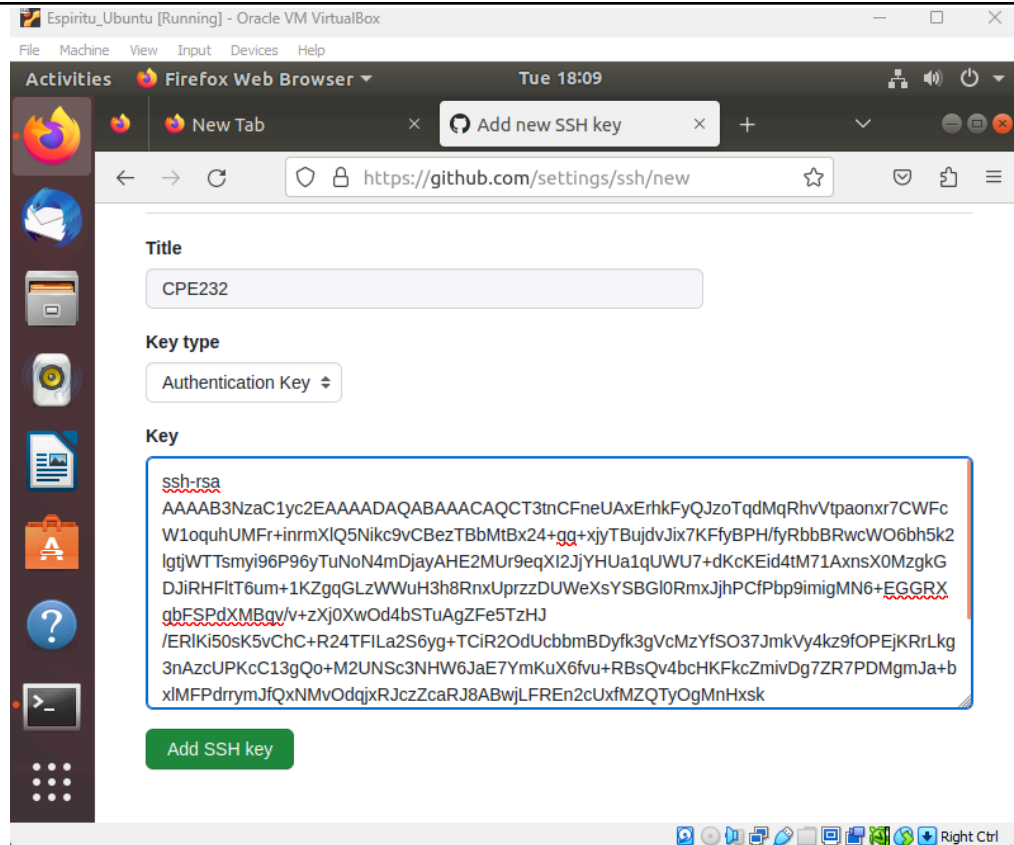 Espiritu_Ubuntu [Running] - Oracle VM VirtualBox
File Machine View Input Devices Help
Activities Firefox Web Browser Tue 18:09
New Tab Add new SSH key
https://github.com/settings/ssh/new
Title
CPE232
Key type
Authentication Key
Key
ssh-rsa
AAAAB3NzaC1yc2EAAAADAQABAAACAQCT3tnCFneUAxErhkFyQJzoTqdMqRhvVtpaonxr7CWFc
W1oquhUMFr+inrmXlQ5Nikc9vCBezTBbMtBx24+gg+xjyTBujdvJix7KFfyBPH/fyRbbBRwcWO6bh5k2
lgtjWTTsmyi96P96yTuNoN4mDjayAHE2MUr9eqXI2JjYHUa1qUWU7+dKcKEid4tM71AxnsX0MzgkG
DJiRHFltT6um+1KZgqGLzWWuH3h8RnxUprzzDUWeXsYSBGl0RmxJjhPCfPbp9imigMN6+EGGRX
qbFSPdXMBqv/v+zXj0XwOd4bSTuAgZFe5TzHJ
/ERlKi50sK5vChC+R24TFILa2S6yg+TCiR2OdUcbbmBDyfk3gVcMzYfSO37JmkVy4kz9fOPEjKRrLkg
3nAzcUPKcC13gQo+M2UNSc3NHW6JaE7YmKuX6fvu+RBsQv4bcHKFkcZmivDg7ZR7PDMgmJa+b
xlMFPdrrymJfQxNMvOdqjxRJczZcaRJ8ABwjLFREn2cUxfMZQTyOgMnHxsk
Add SSH key
Right Ctrl